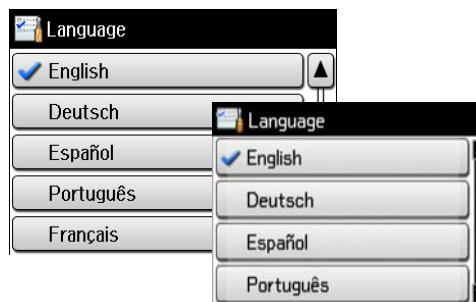 Language
English
Deutsch
Español
Português
Français
Language
English
Deutsch
Español
Português